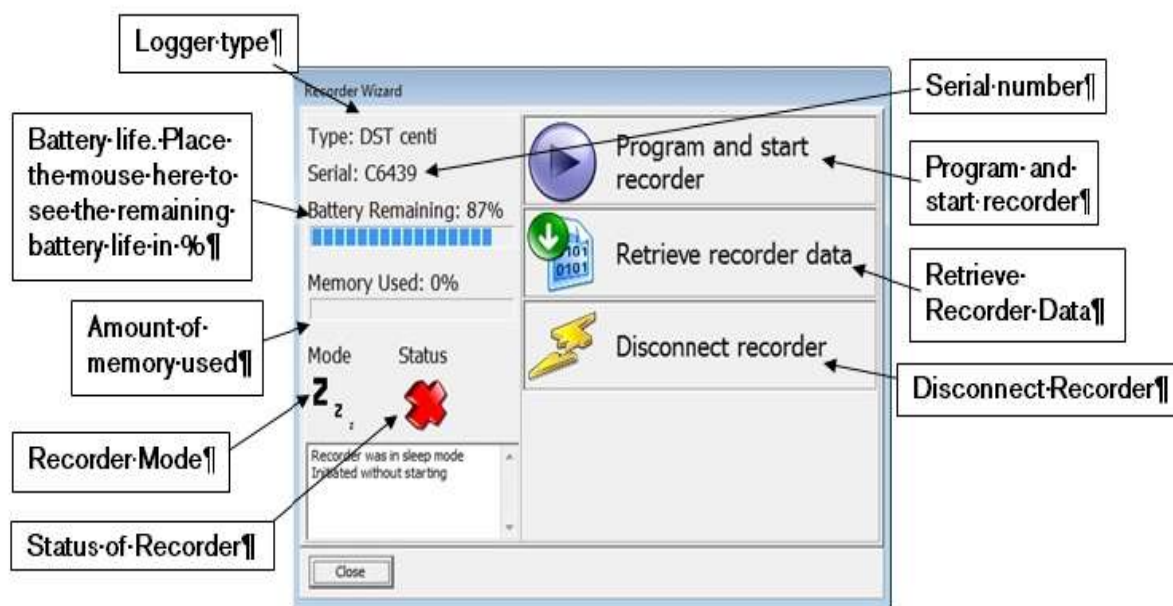 Logger·type¶
Battery·life.·Place·
the·mouse·here·to·
see·the·remaining·
battery·life·in·%¶
Amount·of·
memory·used¶
Recorder·Mode¶
Status·of·Recorder¶
Recorder Wizard
Type: DST centi
Serial: C6439
Battery Remaining: 87%
Memory Used: 0%
Mode Status
Z z z
Recorder was in sleep mode
Initiated without starting
Close
Program and start
recorder
Retrieve recorder data
0101
0101
Disconnect recorder
Serial·number¶
Program·and·
start·recorder¶
Retrieve·
Recorder·Data¶
Disconnect·Recorder¶